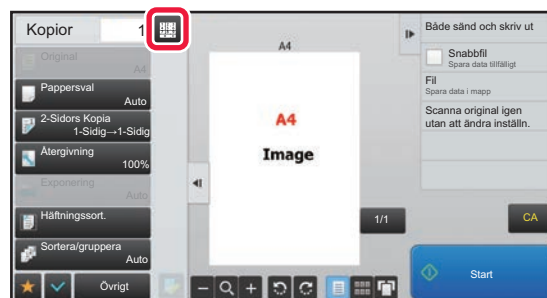 Kopior
1
Original
A4
Pappersval
Auto
2-Sidors Kopia
1-Sidig→1-Sidig
Återgivning
100%
Exponering
Auto
Häftningssort.
Sortera/gruppera
Auto
Övrigt
A4
A4
Image
1/1
Både sänd och skriv ut
Snabbfil
Spara data tillfälligt
Fil
Spara data i mapp
Scanna original igen
utan att ändra inställn.
CA
Start